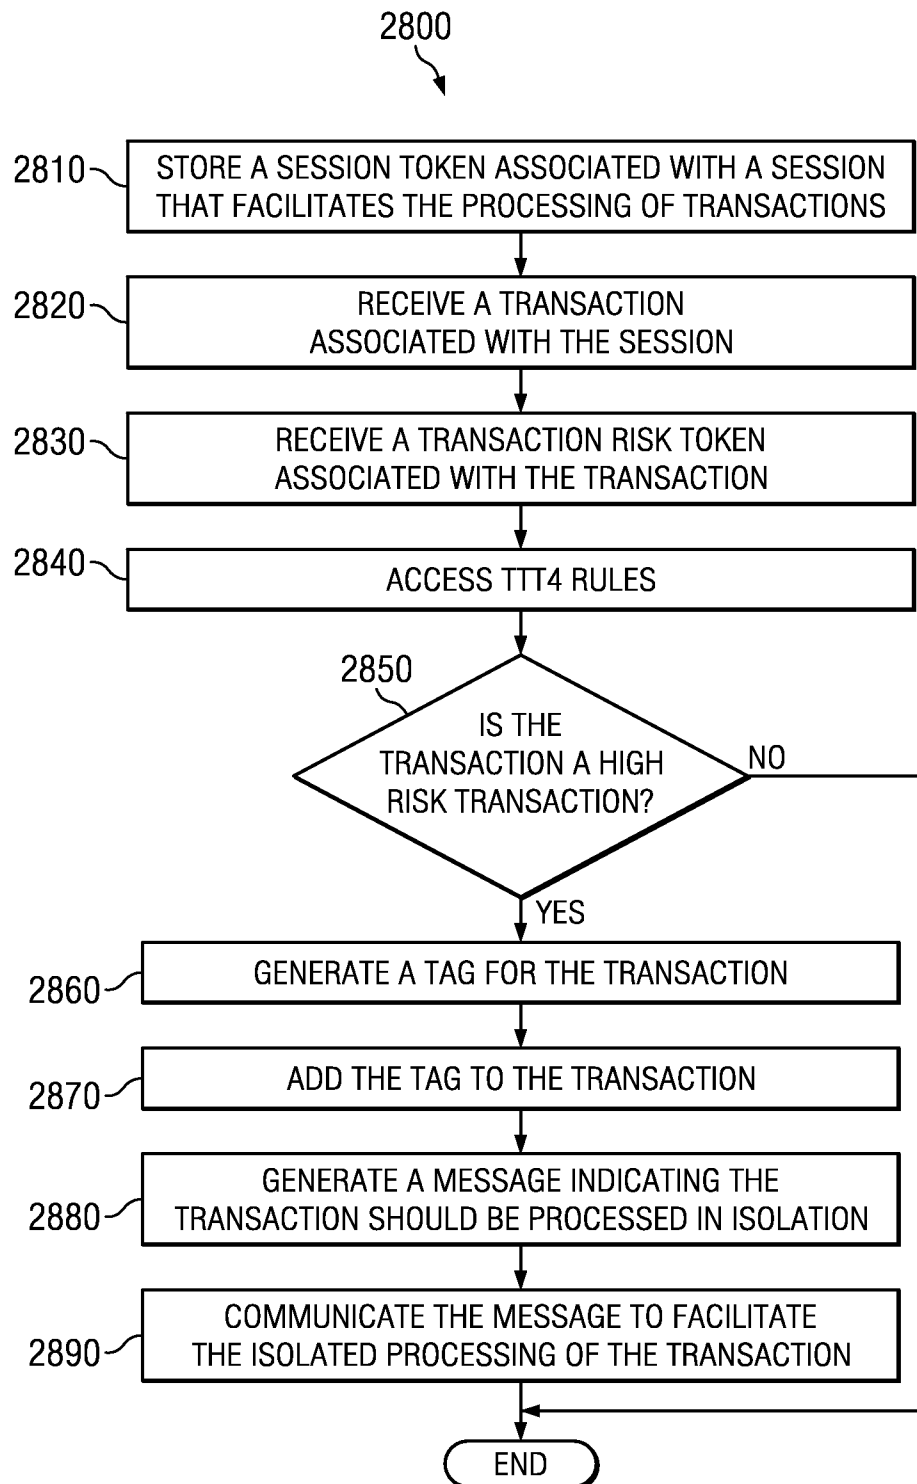 2800
2810
STORE A SESSION TOKEN ASSOCIATED WITH A SESSION
THAT FACILITATES THE PROCESSING OF TRANSACTIONS
2820
RECEIVE A TRANSACTION
ASSOCIATED WITH THE SESSION
2830
RECEIVE A TRANSACTION RISK TOKEN
ASSOCIATED WITH THE TRANSACTION
2840
ACCESS TTT4 RULES
2850
IS THE
TRANSACTION A HIGH
RISK TRANSACTION?
NO
YES
2860
GENERATE A TAG FOR THE TRANSACTION
2870
ADD THE TAG TO THE TRANSACTION
2880
GENERATE A MESSAGE INDICATING THE
TRANSACTION SHOULD BE PROCESSED IN ISOLATION
2890
COMMUNICATE THE MESSAGE TO FACILITATE
THE ISOLATED PROCESSING OF THE TRANSACTION
END